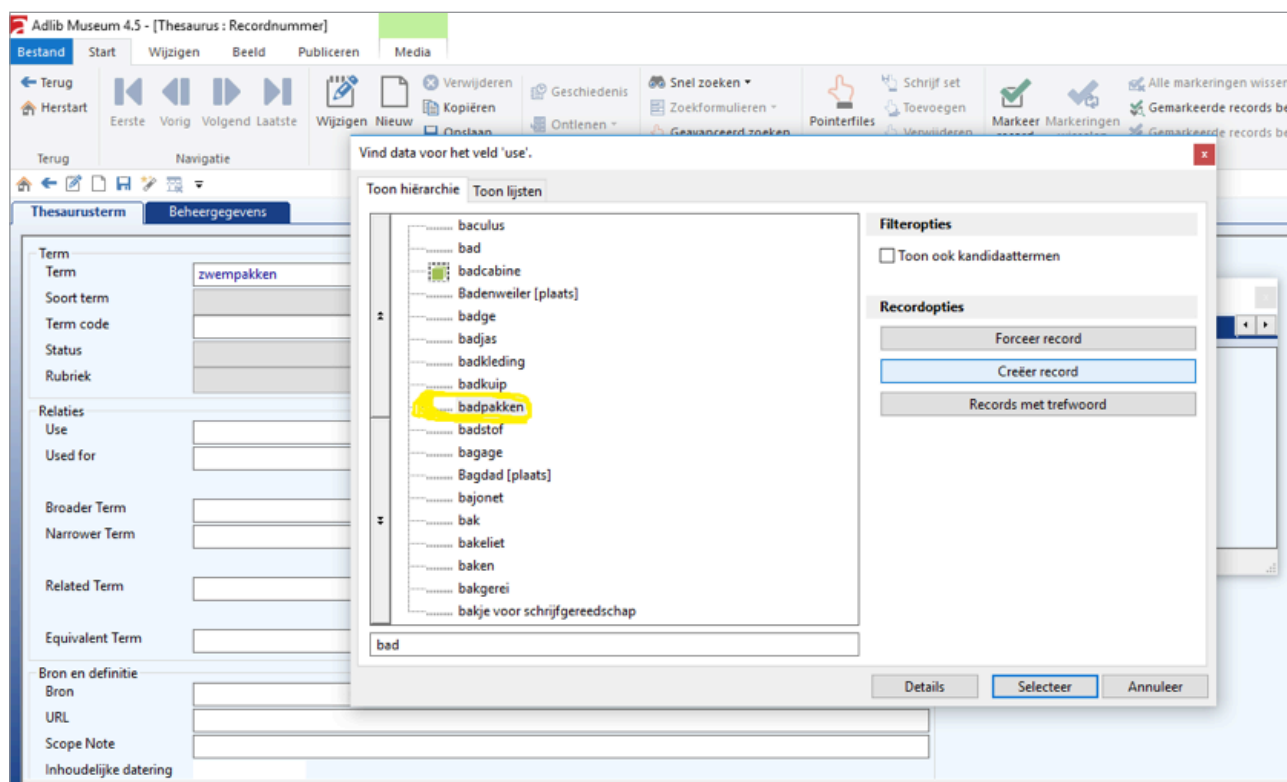 Adlib Museum 4.5 - [Thesaurus : Recordnummer]
Bestand Start Wijzigen Beeld Publiceren Media
Terug
Herstart
Eerste Vorig Volgend Laatste
Wijzigen Nieuw
Verwijderen
Kopiëren
Opslaan
Geschiedenis
Ontlenen
Snel zoeken
Zoekformulieren
Geavanceerd zoeken
Pointerfiles
Schrijf set
Toevoegen
Verwijderen
Markeer Markeringen
Alle markeringen
Gemarkeerde records
Gemarkeerde records
Terug Navigatie
Thesaurusterm Beheergegevens
Term
Term zwempakken
Soort term
Term code
Status
Rubriek
Relaties
Use
Used for
Broader Term
Narrower Term
Related Term
Equivalent Term
Bron en definitie
Bron
URL
Scope Note
Inhoudelijke datering
Vind data voor het veld 'use'.
x
Toon hiërarchie Toon lijsten
baculus
bad
badcabine
Badenweiler [plaats]
badge
badjas
badkleding
badkuip
badpakken
badstof
bagage
Bagdad [plaats]
bajonet
bak
bakeliet
baken
bakgerei
bakje voor schrijfgereedschap
bad
Filteropties
Toon ook kandidaattermen
Recordopties
Forceer record
Creëer record
Records met trefwoord
Details Selecteer Annuleer